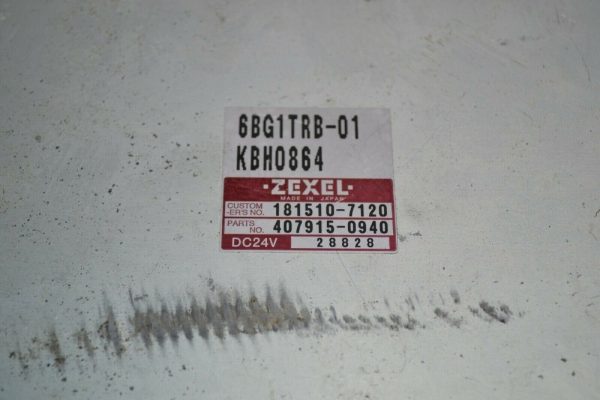 6BG1TRB-01
KBH0864
·ZEXEL·
MADE IN JAPAN
CUSTOM
-ER'S NO. 181510-7120
PARTS
NO. 407915-0940
DC24V 28828